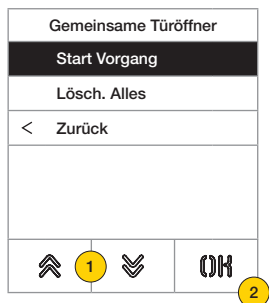 Gemeinsame Türöffner
Start Vorgang
Lösch. Alles
< Zurück
1 OK
2